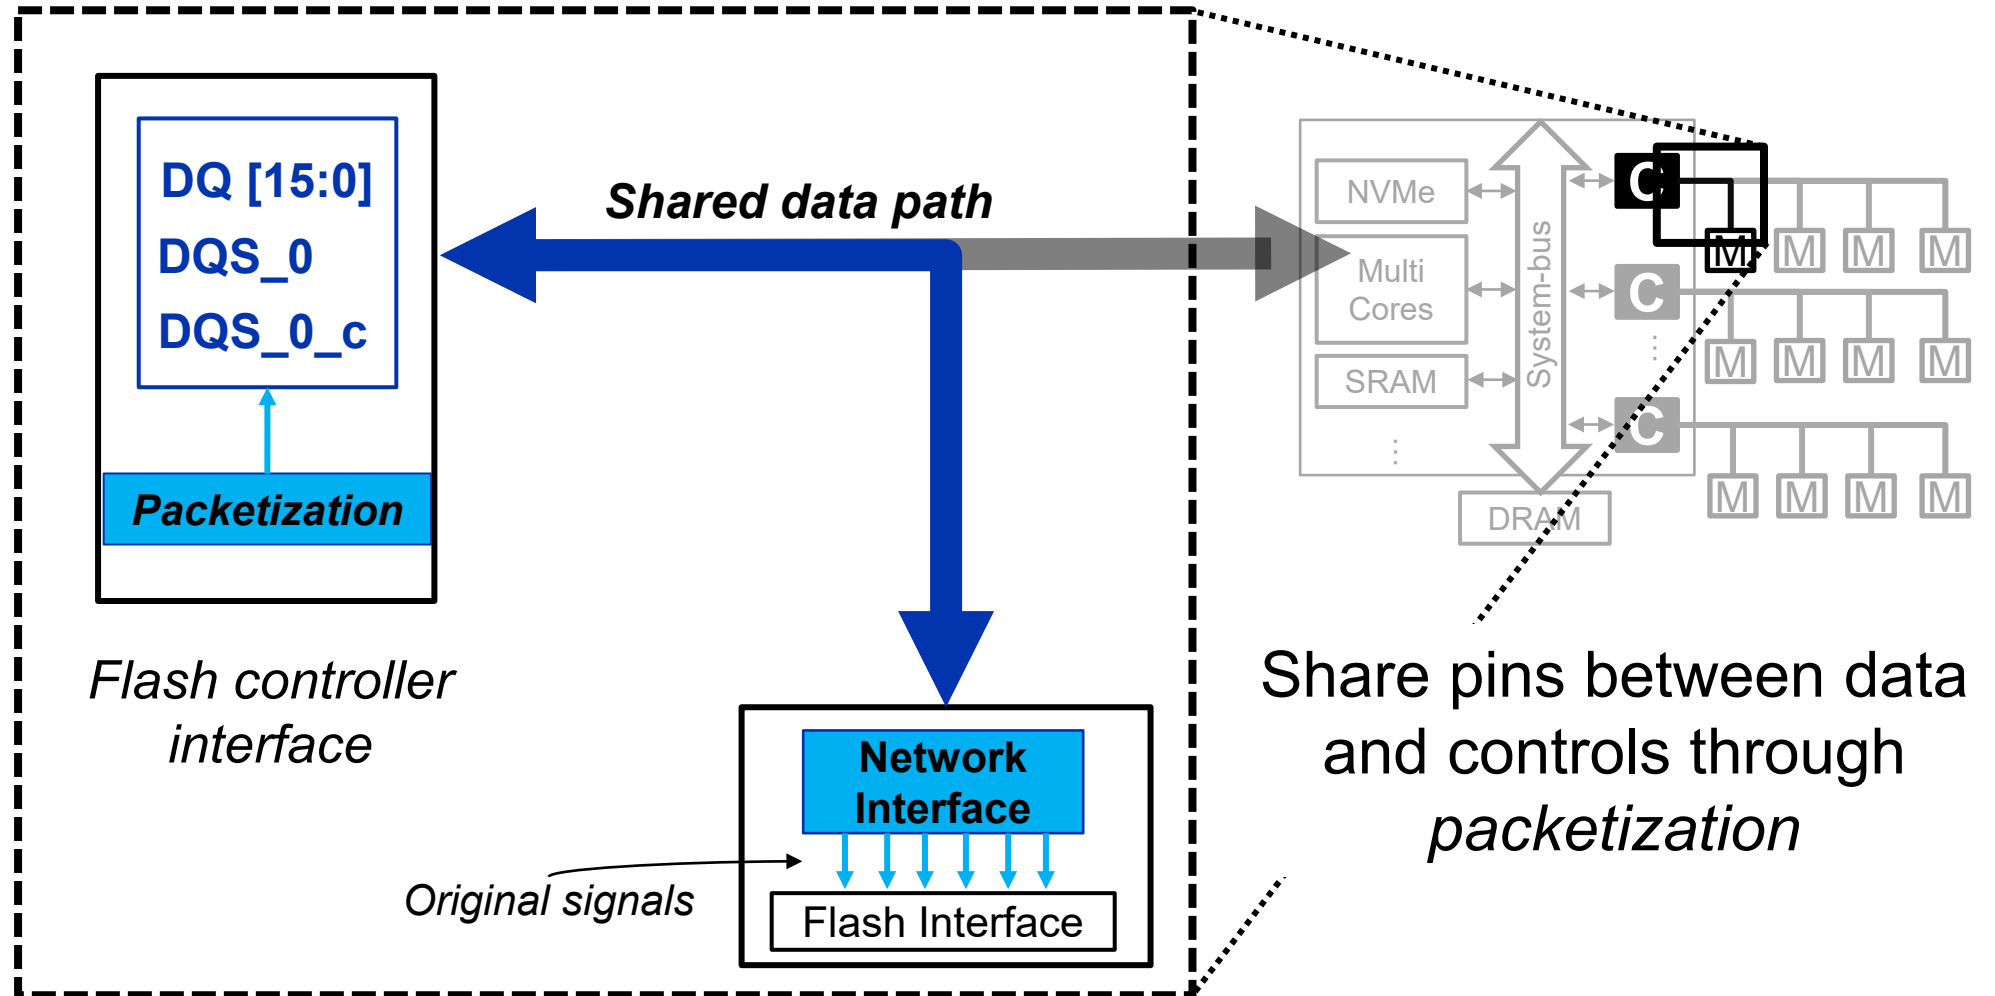 DQ [15:0]
DQS_0
DQS_0_c
Packetization
Flash controller
interface
Shared data path
Network
Interface
Original signals
Flash Interface
NVMe
Multi
Cores
SRAM
⋮
System-bus
DRAM
C
M M M M
C
M M M M
⋮
C
M M M M
Share pins between data
and controls through
packetization